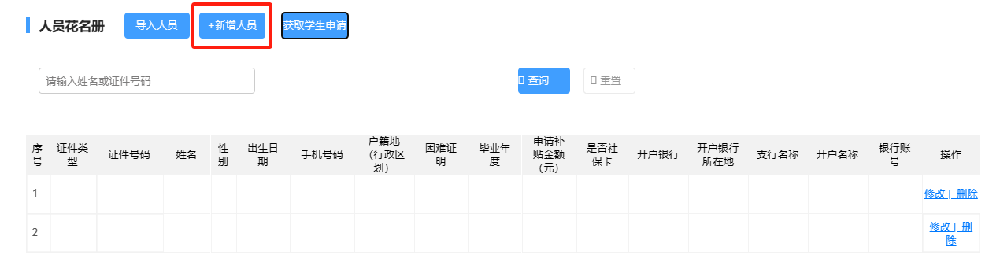 人员花名册 导入人员 +新增人员 获取学生申请
请输入姓名或证件号码 查询 重置
序号 证件类型 证件号码 姓名 性别 出生日期 手机号码 户籍地（行政区划） 困难证明 毕业年度 申请补贴金额（元） 是否社保卡 开户银行 开户银行所在地 支行名称 开户名称 银行账号 操作
1 修改 | 删除
2 修改 | 删除